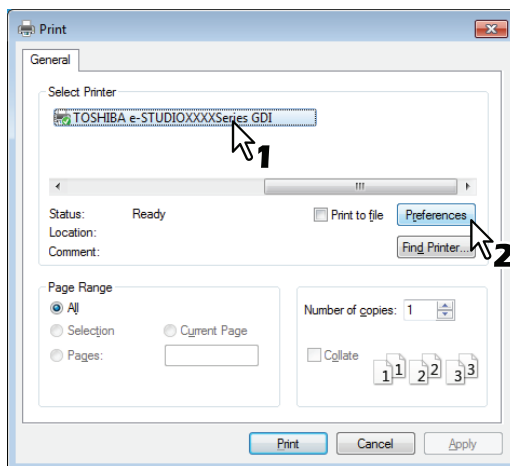 Print
General
Select Printer
TOSHIBA e-STUDIOXXXXSeries GDI
1
Status: Ready
Print to file
Preferences
Location:
Comment:
Find Printer...
2
Page Range
All
Selection
Current Page
Pages:
Number of copies: 1
Collate
1 1 2 2 3 3
Print
Cancel
Apply